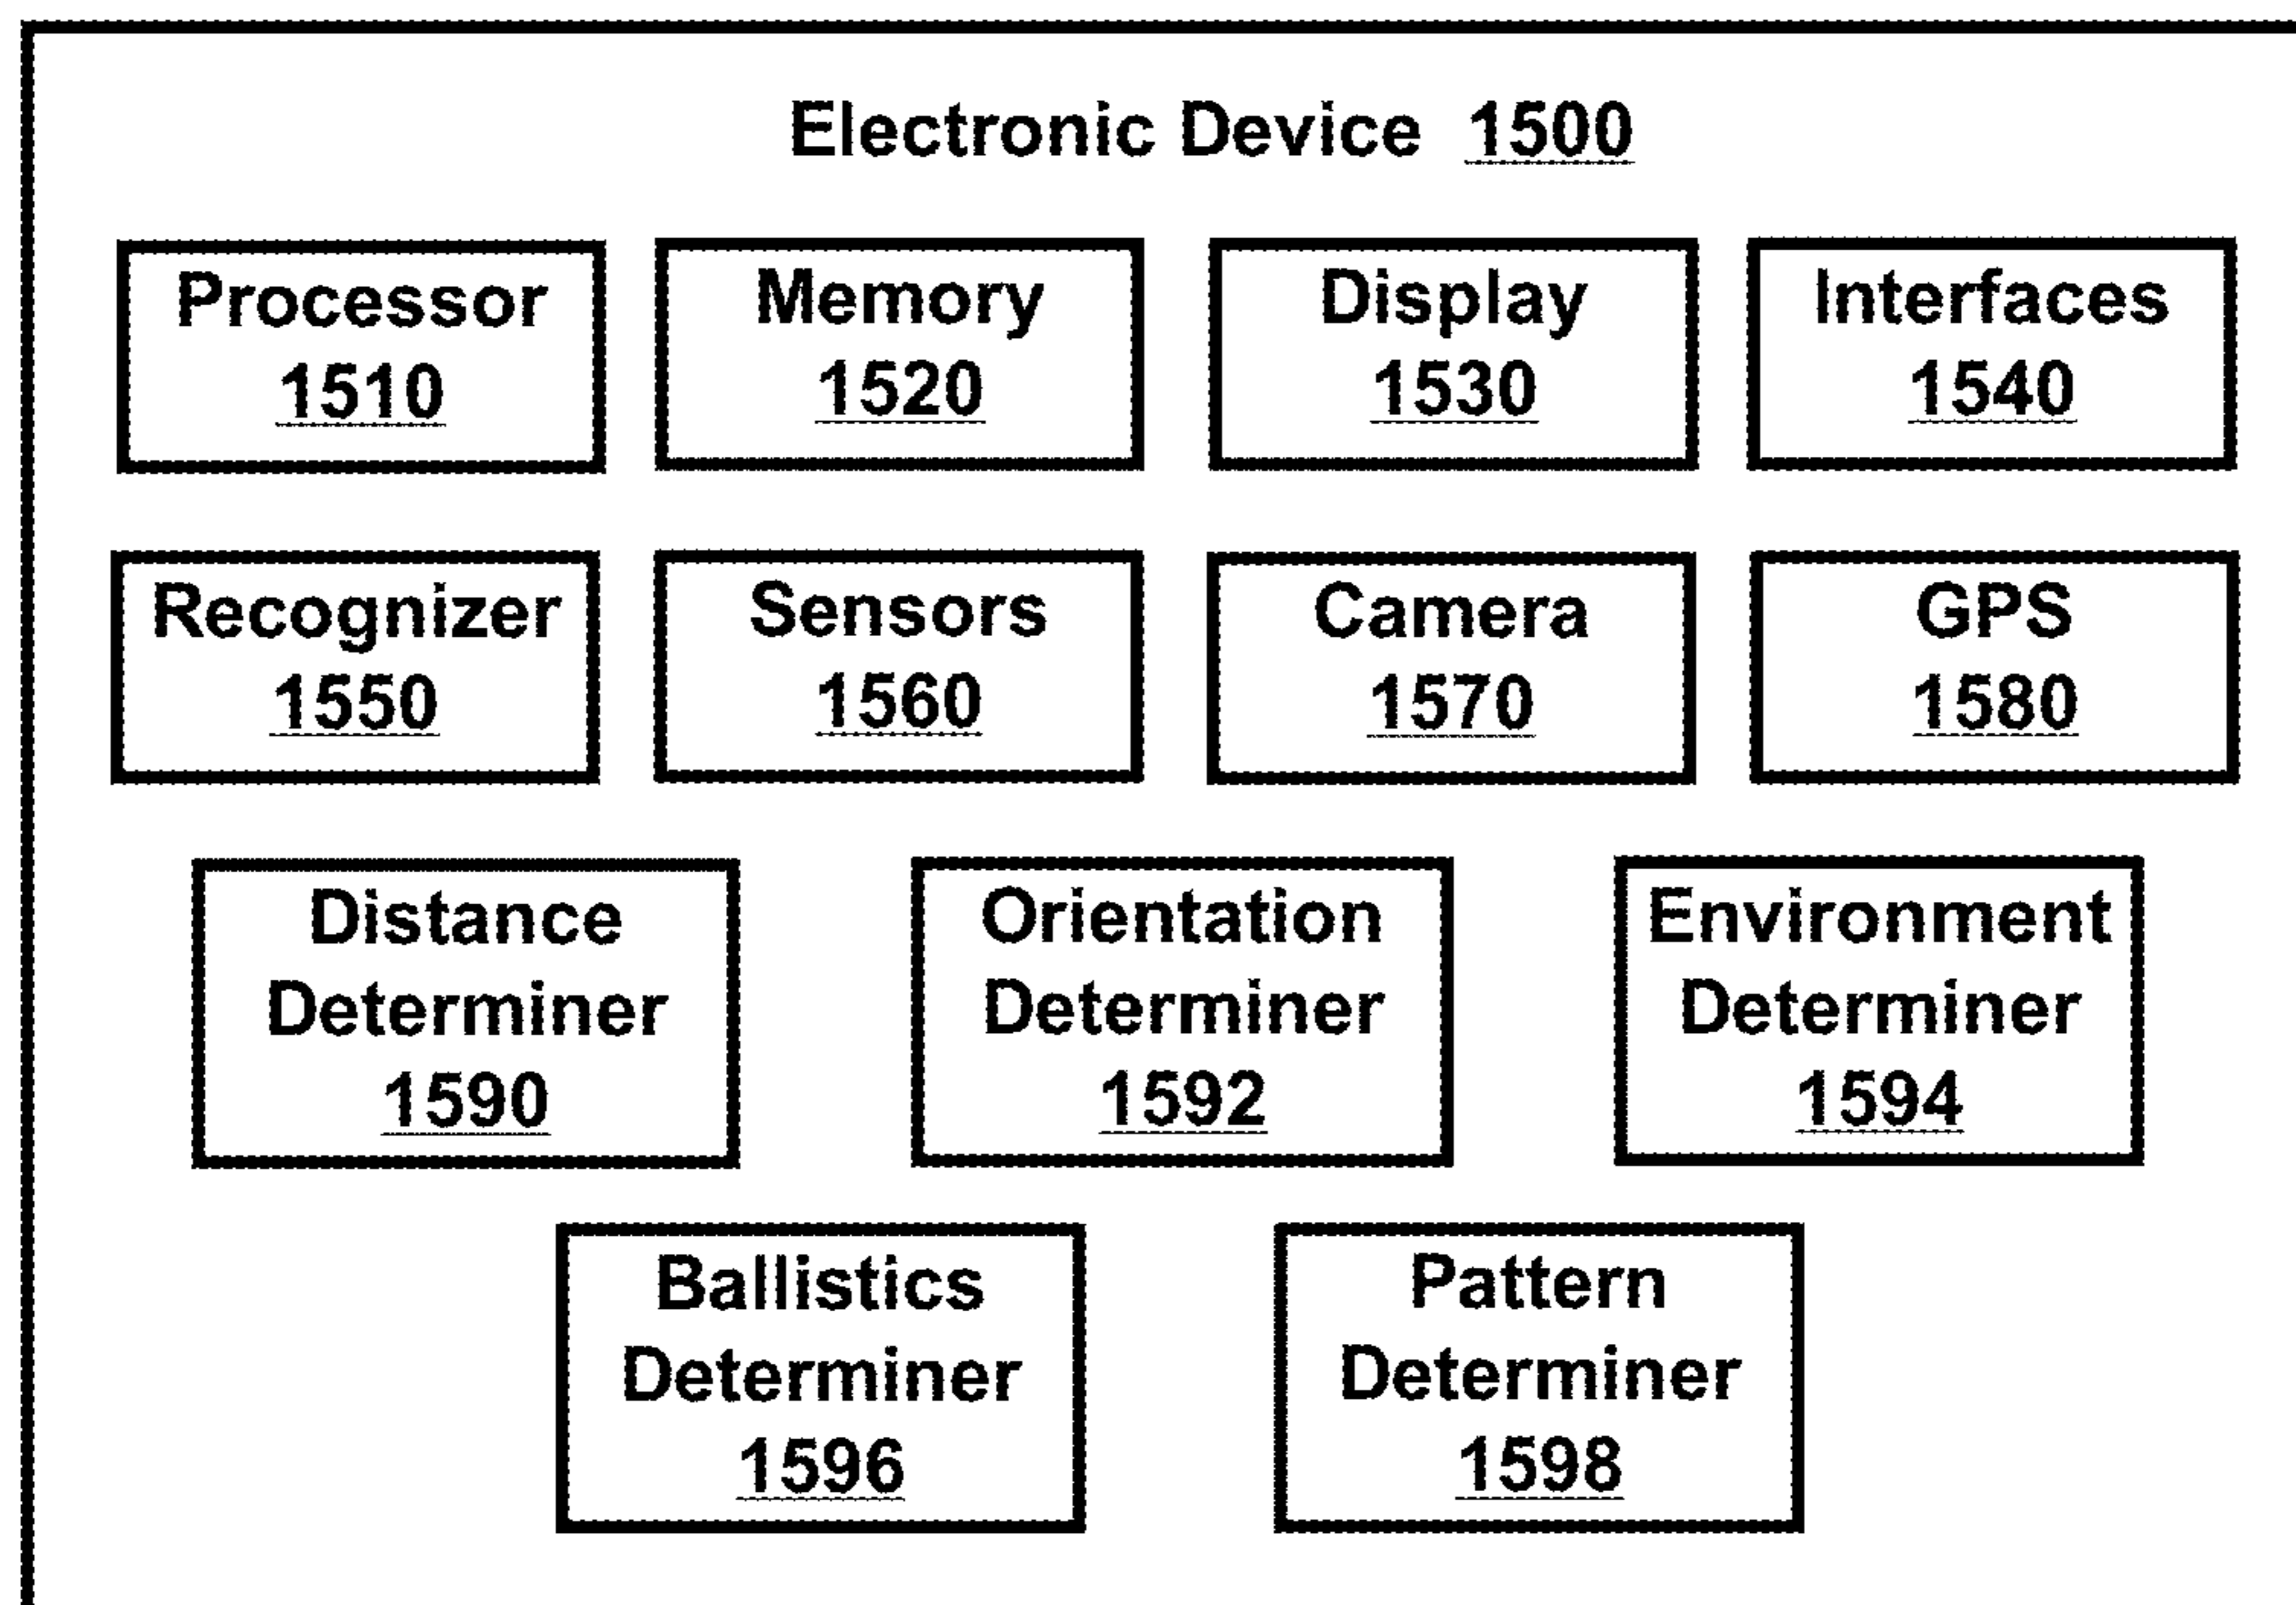 Electronic Device 1500
Processor
1510
Memory
1520
Display
1530
Interfaces
1540
Recognizer
1550
Sensors
1560
Camera
1570
GPS
1580
Distance
Determiner
1590
Orientation
Determiner
1592
Environment
Determiner
1594
Ballistics
Determiner
1596
Pattern
Determiner
1598